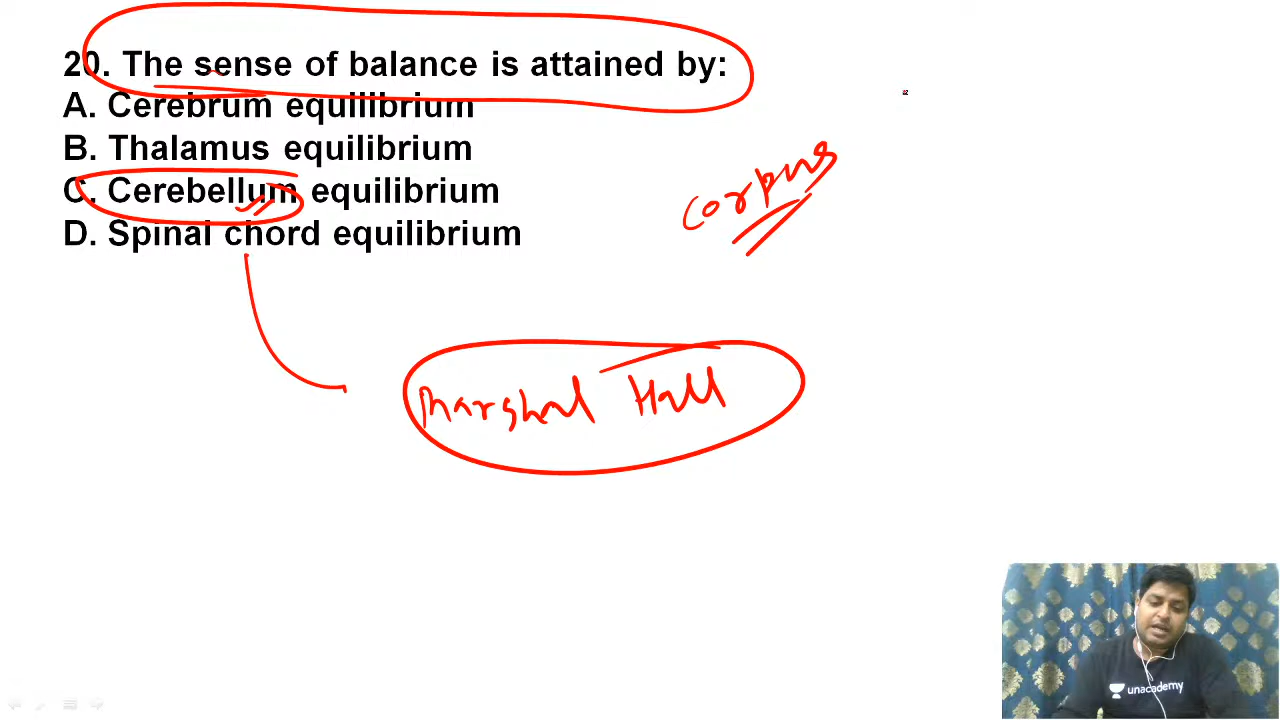 20. The sense of balance is attained by:
A. Cerebrum equilibrium
B. Thalamus equilibrium
C. Cerebellum equilibrium
D. Spinal chord equilibrium
Corpus
Marshal Hall
unacademy